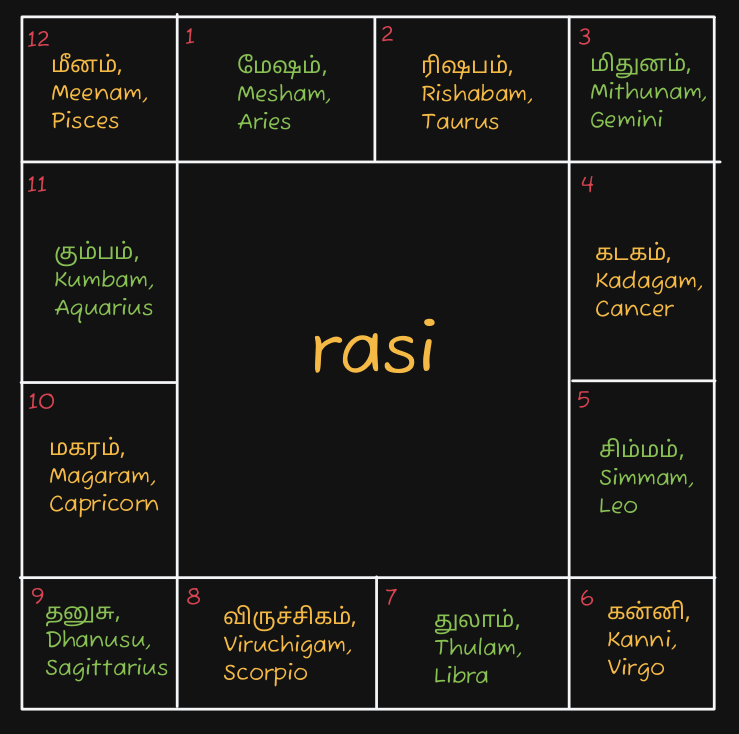 12
மீனம்,
Meenam,
Pisces
1
மேஷம்,
Mesham,
Aries
2
ரிஷபம்,
Rishabam,
Taurus
3
மிதுனம்,
Mithunam,
Gemini
11
கும்பம்,
Kumbam,
Aquarius
rasi
4
கடகம்,
Kadagam,
Cancer
10
மகரம்,
Magaram,
Capricorn
5
சிம்மம்,
Simmam,
Leo
9
தனுசு,
Dhanusu,
Sagittarius
8
விருச்சிகம்,
Viruchigam,
Scorpio
7
துலாம்,
Thulam,
Libra
6
கன்னி,
Kanni,
Virgo